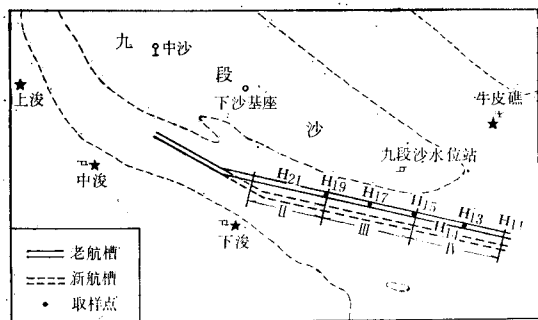 九
中沙
段
下沙基座
沙
上浚
牛皮礁
中浚
九段沙水位站
H21
H19
H17
H15
H13
H11
H14
II
III
IV
下浚
老航槽
新航槽
取样点